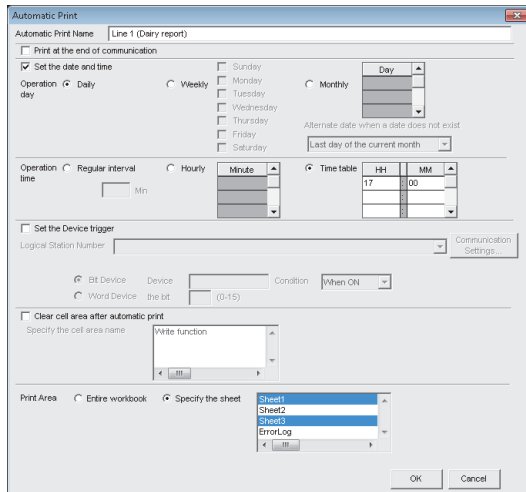 Automatic Print
Automatic Print Name Line 1 (Dairy report)
Print at the end of communication
Set the date and time
Operation day Daily Weekly Monthly
Sunday
Monday
Tuesday
Wednesday
Thursday
Friday
Saturday
Day
Alternate date when a date does not exist
Last day of the current month
Operation time Regular interval Hourly Time table
Min
Minute
HH MM
17 : 00
:
:
Set the Device trigger
Logical Station Number
Communication Settings...
Bit Device Device Condition When ON
Word Device the bit (0-15)
Clear cell area after automatic print
Specify the cell area name Write function
Print Area Entire workbook Specify the sheet
Sheet1
Sheet2
Sheet3
ErrorLog
OK Cancel